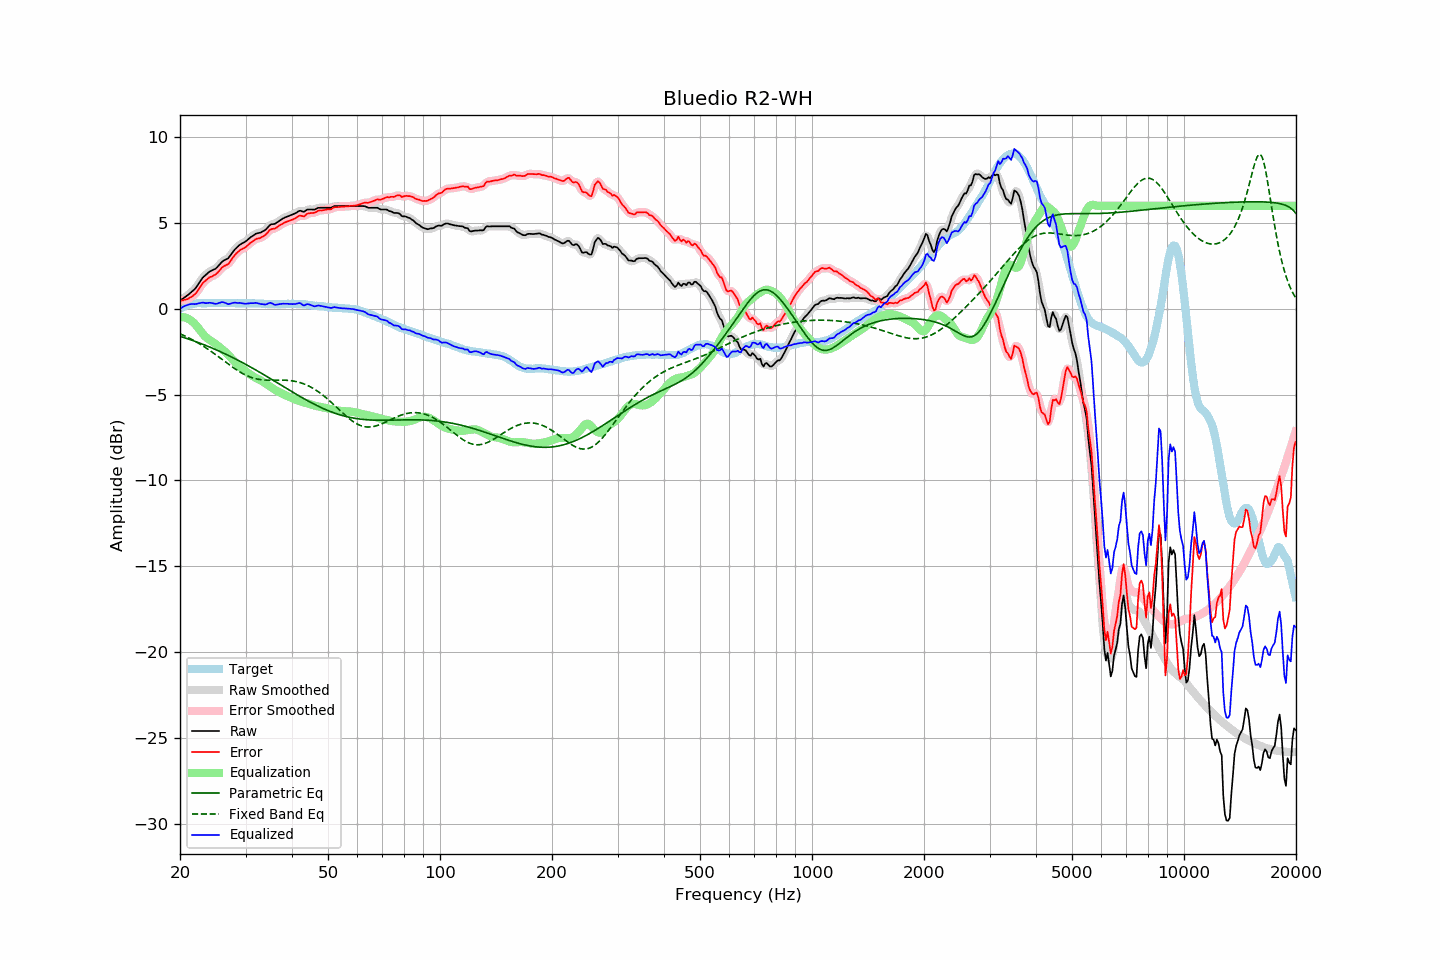 Bluedio R2-WH
10
5
0
−5
−10
−15
−20
−25
−30
Amplitude (dBr)
Target
Raw Smoothed
Error Smoothed
Raw
Error
Equalization
Parametric Eq
Fixed Band Eq
Equalized
20 50 100 200 500 1000 2000 5000 10000 20000
Frequency (Hz)